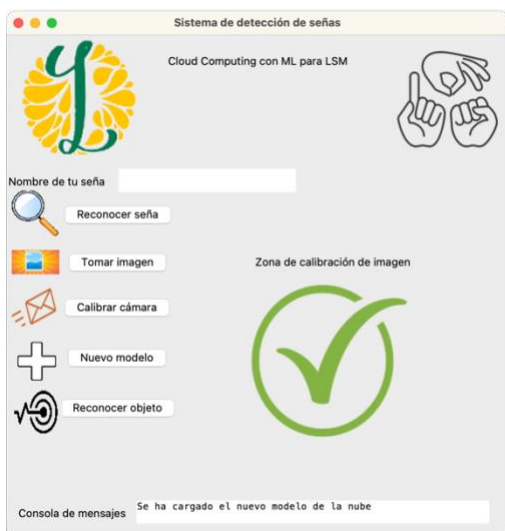 Sistema de detección de señas
Cloud Computing con ML para LSM
Nombre de tu seña
Reconocer seña
Tomar imagen
Zona de calibración de imagen
Calibrar cámara
Nuevo modelo
Reconocer objeto
Consola de mensajes
Se ha cargado el nuevo modelo de la nube